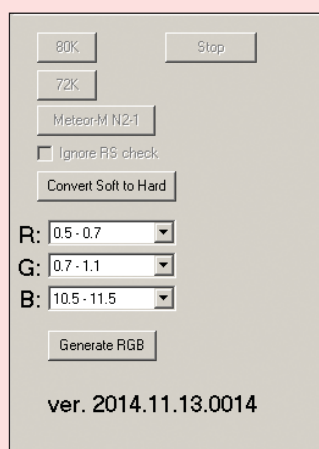 80K Stop
72K
Meteor-M N2-1
Ignore RS check
Convert Soft to Hard
R: 0.5 - 0.7
G: 0.7 - 1.1
B: 10.5 - 11.5
Generate RGB
ver. 2014.11.13.0014